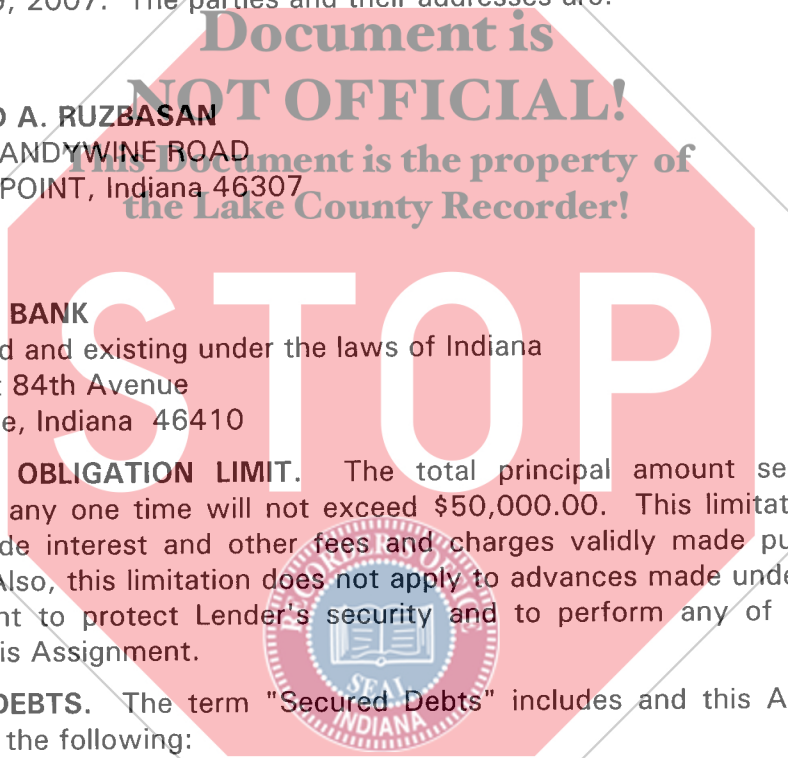 9, 2007. The parties and their addresses are:
Document is
NOT OFFICIAL!
This Document is the property of
the Lake County Recorder!
A. RUZBASAN
ANDYWINE ROAD
POINT, Indiana 46307
BANK
d and existing under the laws of Indiana
84th Avenue
e, Indiana 46410
STOP
OBLIGATION LIMIT. The total principal amount se
any one time will not exceed $50,000.00. This limitat
de interest and other fees and charges validly made pu
Also, this limitation does not apply to advances made unde
nt to protect Lender's security and to perform any of
is Assignment.
DEBTS. The term "Secured Debts" includes and this A
the following:
RECORDER'S OFFICE
SEAL
INDIANA